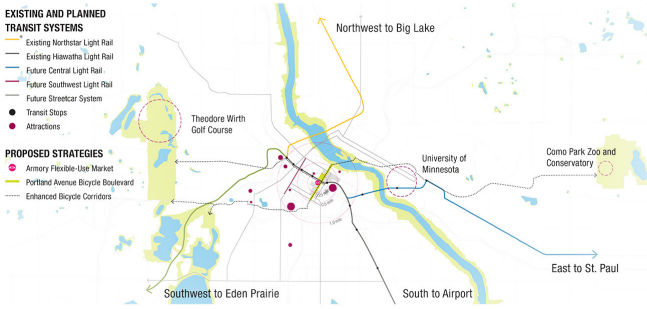 EXISTING AND PLANNED
TRANSIT SYSTEMS
Existing Northstar Light Rail
Existing Hiawatha Light Rail
Future Central Light Rail
Future Southwest Light Rail
Future Streetcar System
Transit Stops
Attractions
PROPOSED STRATEGIES
Armory Flexible-Use Market
Portland Avenue Bicycle Boulevard
Enhanced Bicycle Corridors
Northwest to Big Lake
Theodore Wirth
Golf Course
University of
Minnesota
Como Park Zoo and
Conservatory
East to St. Paul
Southwest to Eden Prairie
South to Airport